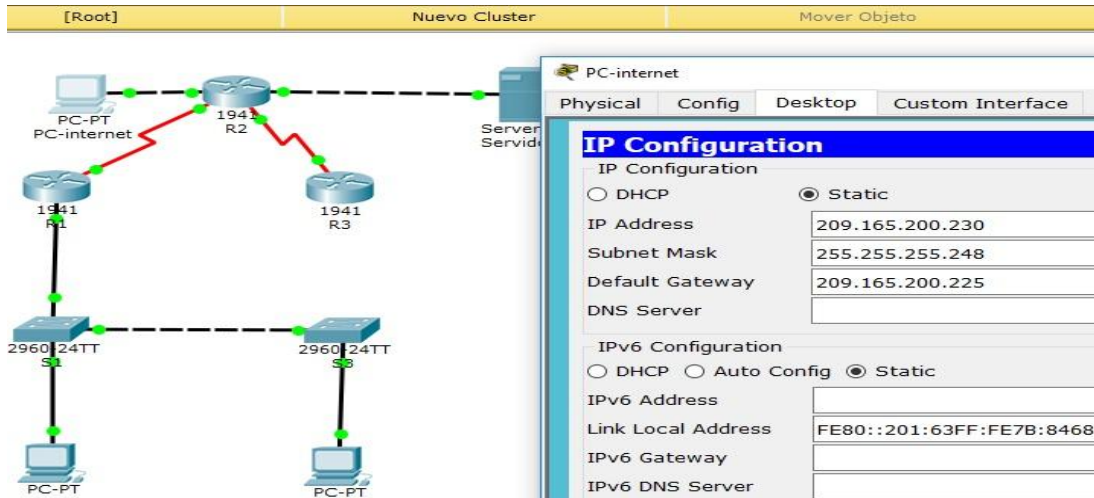 [Root] Nuevo Cluster Mover Objeto
PC-PT
PC-internet
1941
R2
Server
Servid
1941
R1
1941
R3
2960-24TT
S1
2960-24TT
S3
PC-PT
PC-PT
PC-internet
Physical Config Desktop Custom Interface
IP Configuration
IP Configuration
DHCP Static
IP Address 209.165.200.230
Subnet Mask 255.255.255.248
Default Gateway 209.165.200.225
DNS Server
IPv6 Configuration
DHCP Auto Config Static
IPv6 Address
Link Local Address FE80::201:63FF:FE7B:8468
IPv6 Gateway
IPv6 DNS Server